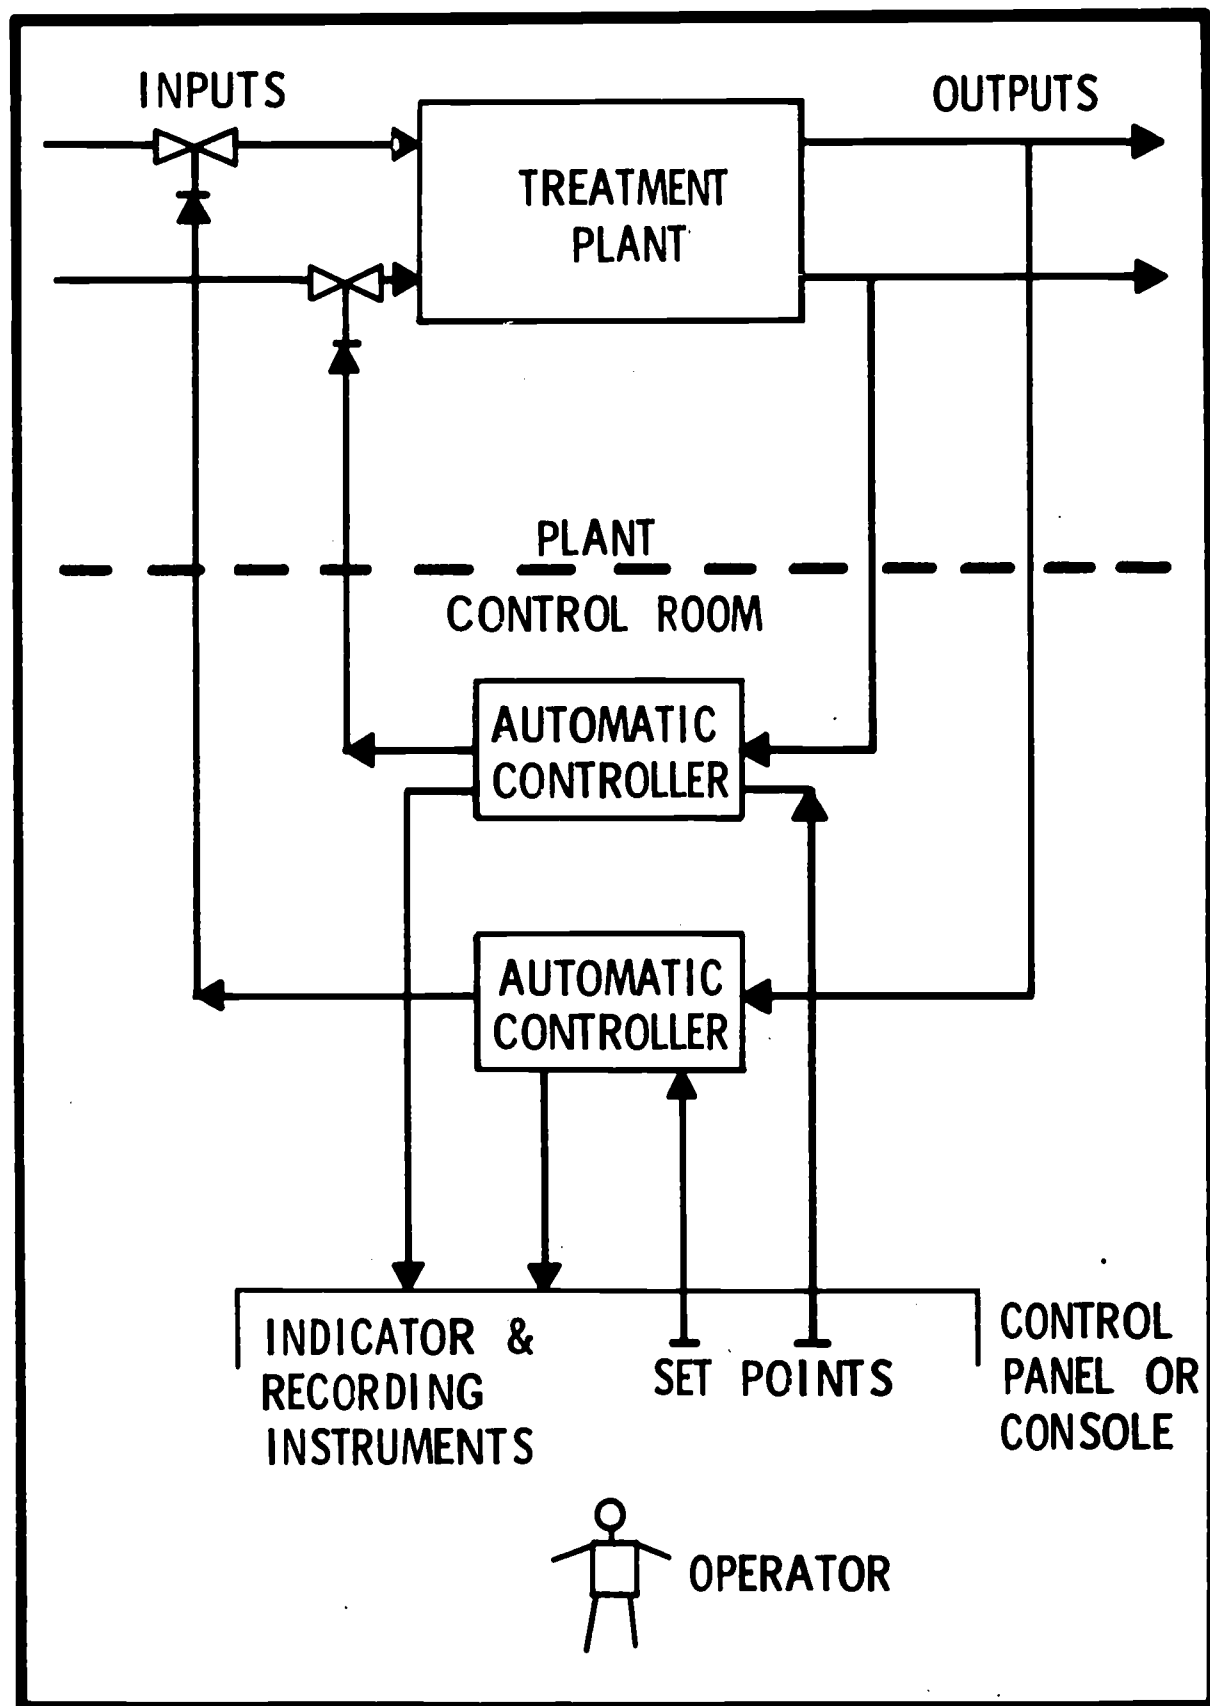 INPUTS
OUTPUTS
TREATMENT
PLANT
PLANT
CONTROL ROOM
AUTOMATIC
CONTROLLER
AUTOMATIC
CONTROLLER
INDICATOR &
RECORDING
INSTRUMENTS
SET POINTS
CONTROL
PANEL OR
CONSOLE
OPERATOR